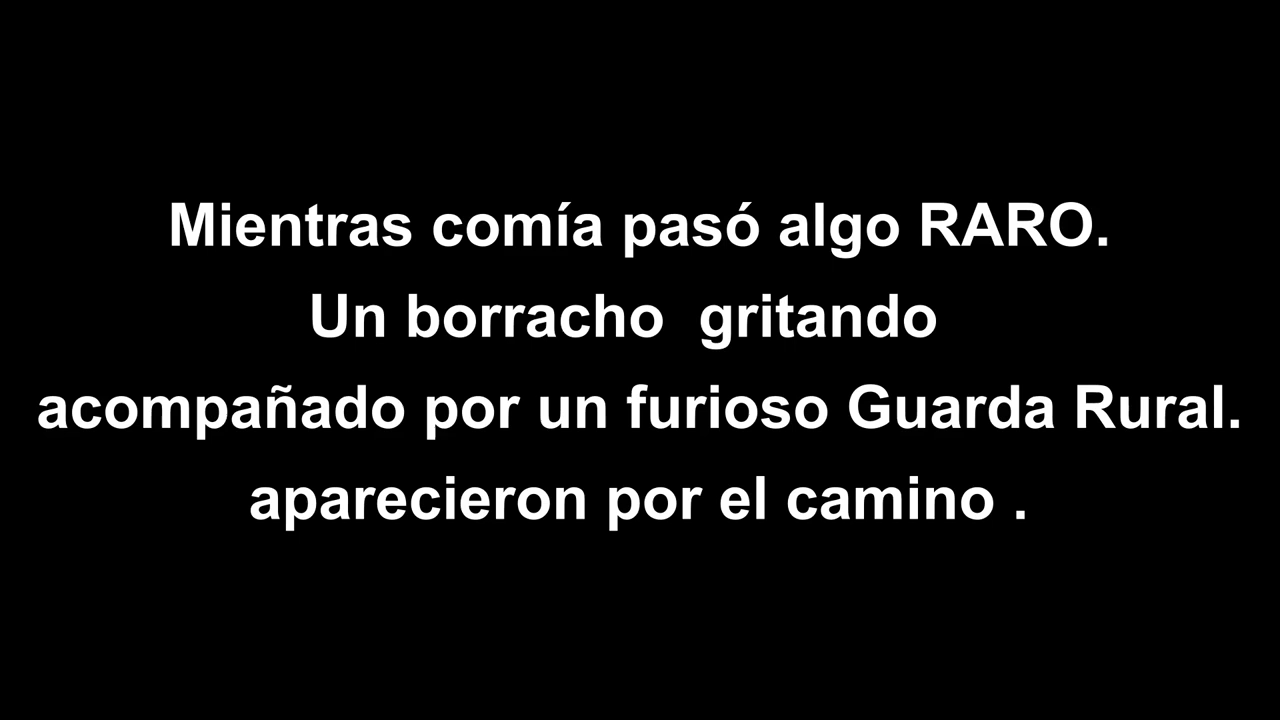 Mientras comía pasó algo RARO.
Un borracho  gritando
acompañado por un furioso Guarda Rural.
aparecieron por el camino .